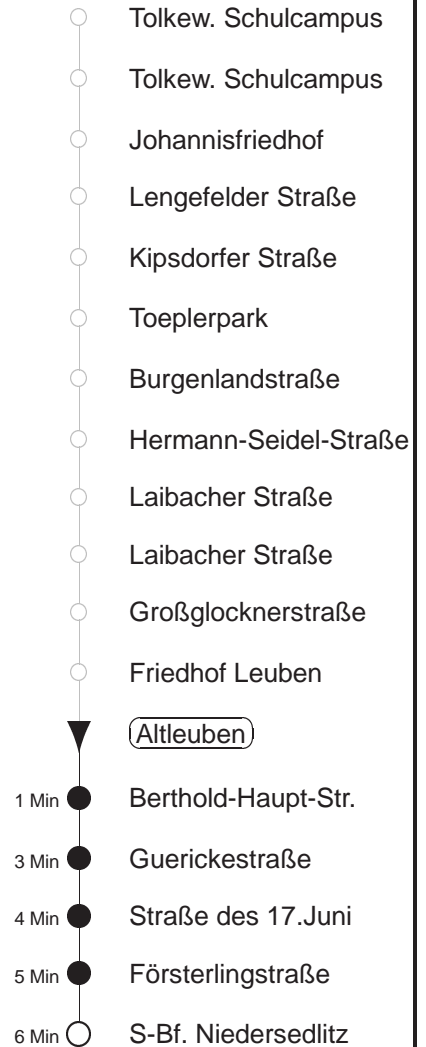 Tolkew. Schulcampus
Tolkew. Schulcampus
Johannisfriedhof
Lengefelder Straße
Kipsdorfer Straße
Toeplerpark
Burgenlandstraße
Hermann-Seidel-Straße
Laibacher Straße
Laibacher Straße
Großglocknerstraße
Friedhof Leuben
Altleuben
1 Min Berthold-Haupt-Str.
3 Min Guerickestraße
4 Min Straße des 17.Juni
5 Min Försterlingstraße
6 Min S-Bf. Niedersedlitz